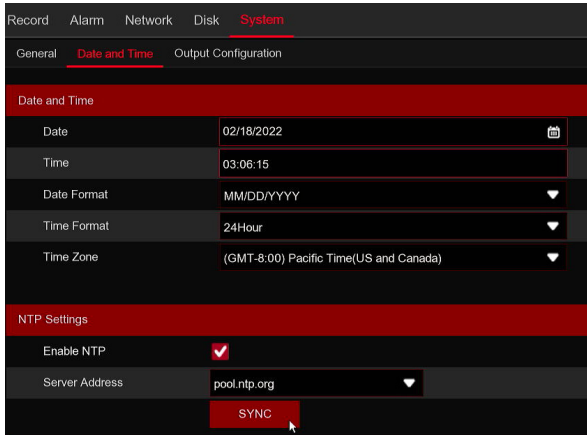 Record Alarm Network Disk System
General Date and Time Output Configuration
Date and Time
Date 02/18/2022
Time 03:06:15
Date Format MM/DD/YYYY
Time Format 24Hour
Time Zone (GMT-8:00) Pacific Time(US and Canada)
NTP Settings
Enable NTP
Server Address pool.ntp.org
SYNC